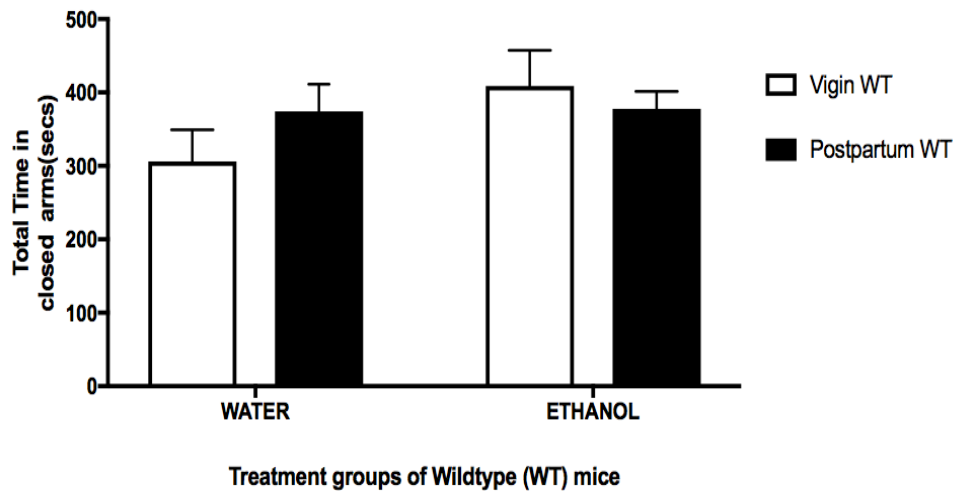 500
400
300
200
100
0
Total Time in
closed arms(secs)
WATER
ETHANOL
Treatment groups of Wildtype (WT) mice
Vigin WT
Postpartum WT